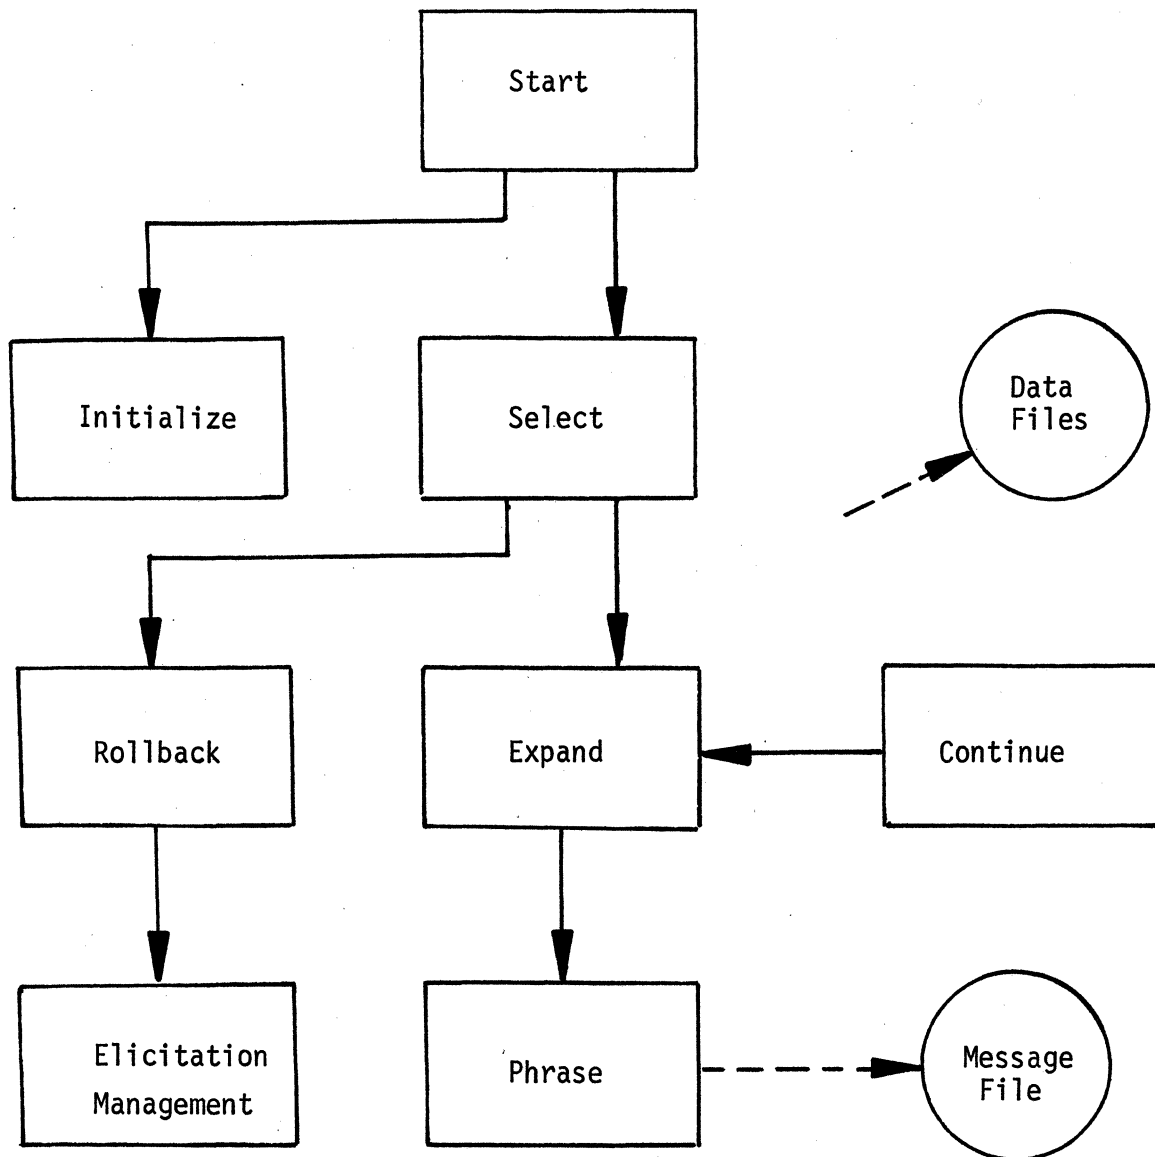 Start
Initialize
Select
Data
Files
Rollback
Expand
Continue
Elicitation
Management
Phrase
Message
File